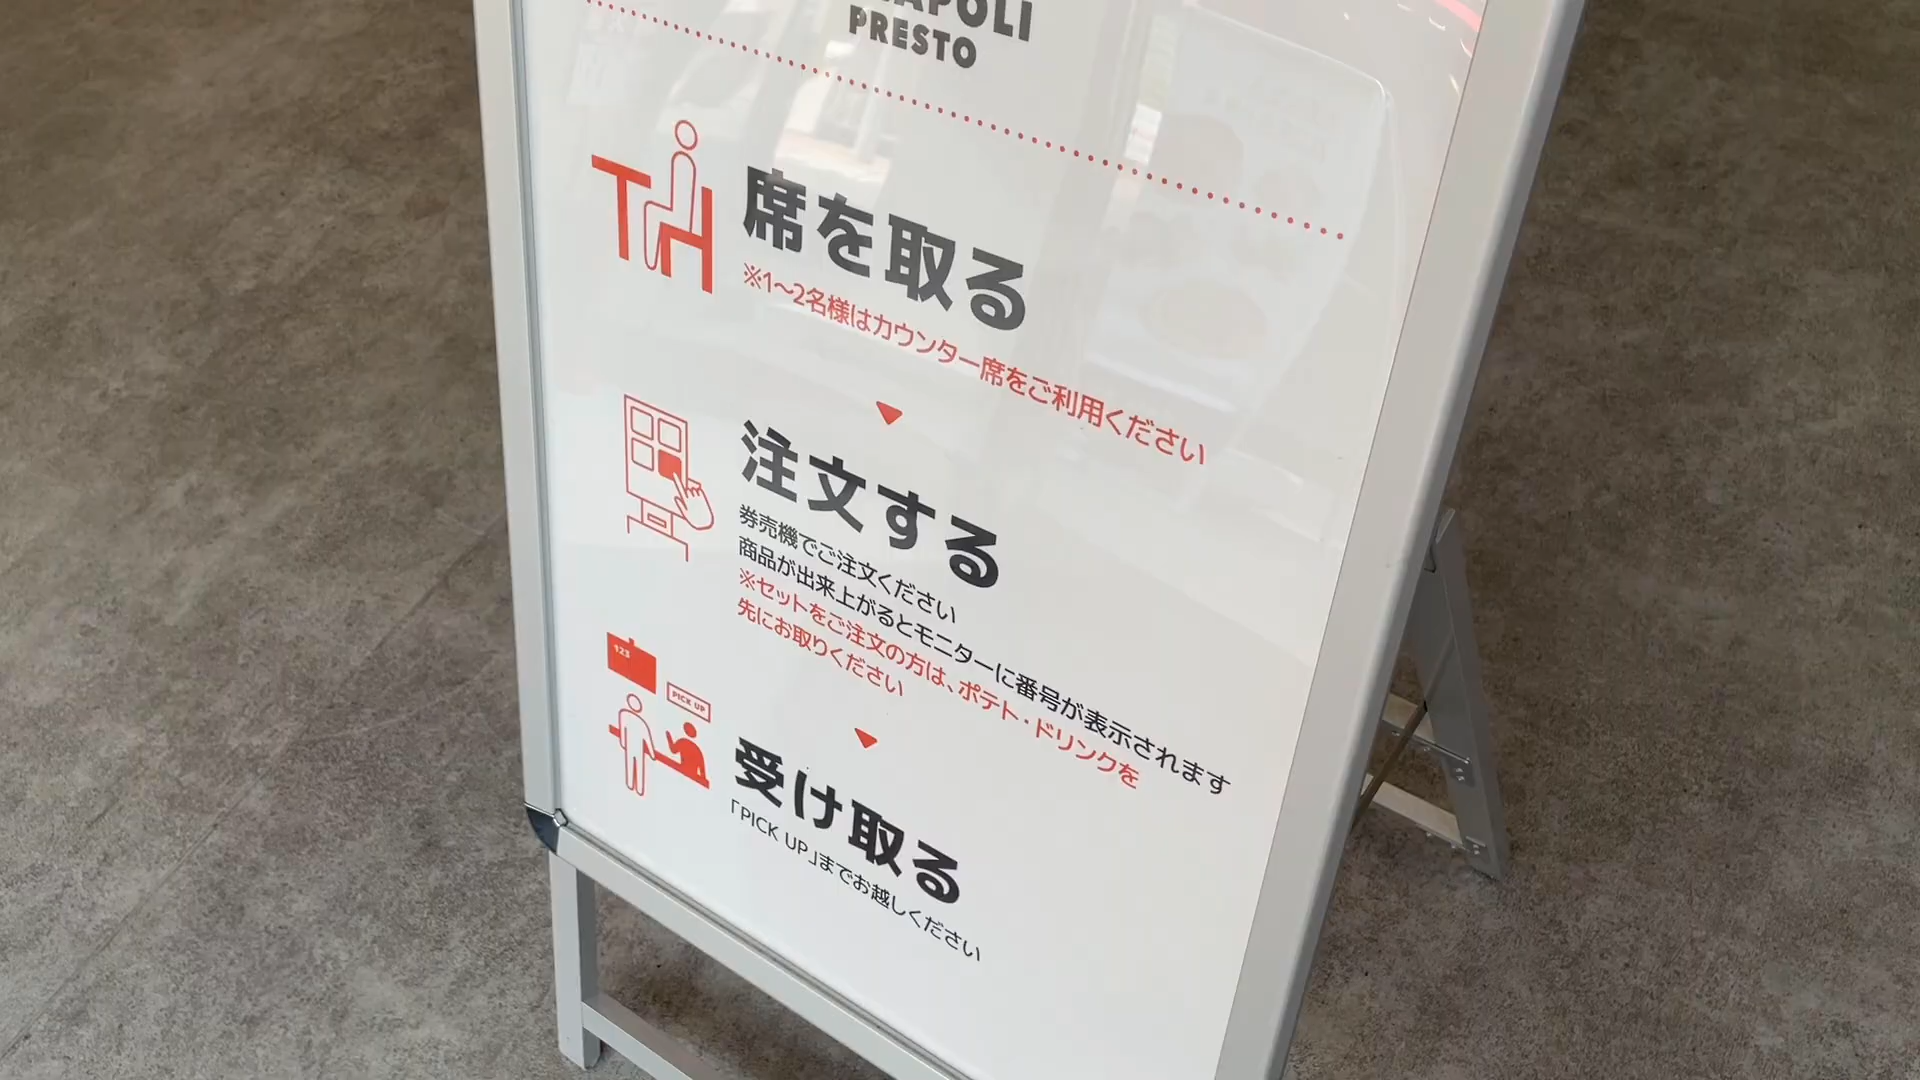 NAPOLI
PRESTO
席を取る
※1〜2名様はカウンター席をご利用ください
注文する
券売機でご注文ください
商品が出来上がるとモニターに番号が表示されます
※セットをご注文の方は、ポテト・ドリンクを
先にお取りください
123
PICK UP
受け取る
「PICK UP」までお越しください